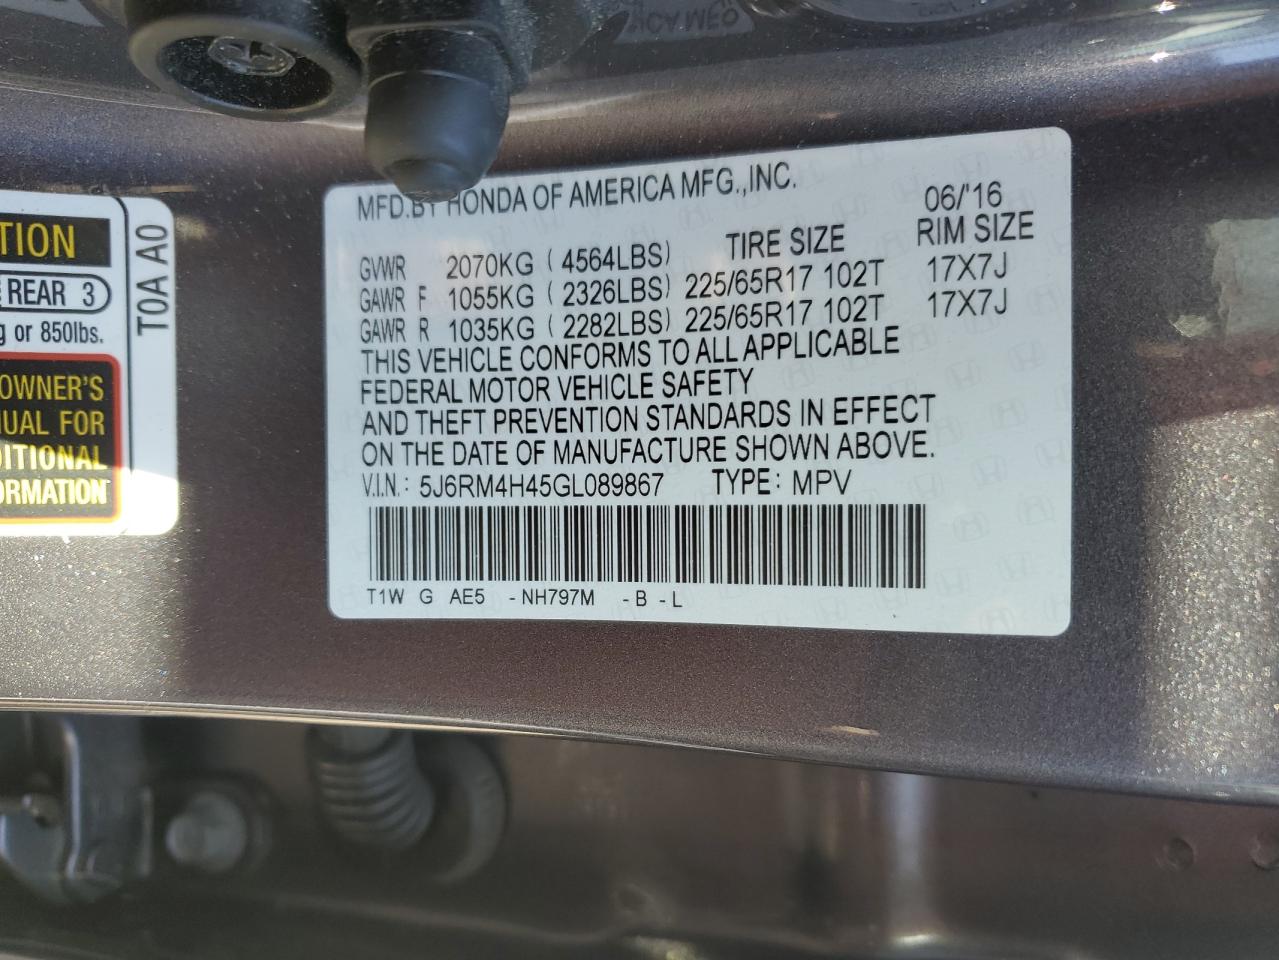 MFD.BY HONDA OF AMERICA MFG.,INC. 06/'16
TIRE SIZE RIM SIZE
GVWR 2070KG ( 4564LBS)
GAWR F 1055KG ( 2326LBS) 225/65R17 102T 17X7J
GAWR R 1035KG ( 2282LBS) 225/65R17 102T 17X7J
THIS VEHICLE CONFORMS TO ALL APPLICABLE
FEDERAL MOTOR VEHICLE SAFETY
AND THEFT PREVENTION STANDARDS IN EFFECT
ON THE DATE OF MANUFACTURE SHOWN ABOVE.
V.I.N.: 5J6RM4H45GL089867 TYPE: MPV
T1W G AE5 -NH797M -B -L
TION
REAR 3
g or 850lbs.
OWNER'S
UAL FOR
ITIONAL
ORMATION
T0A A0